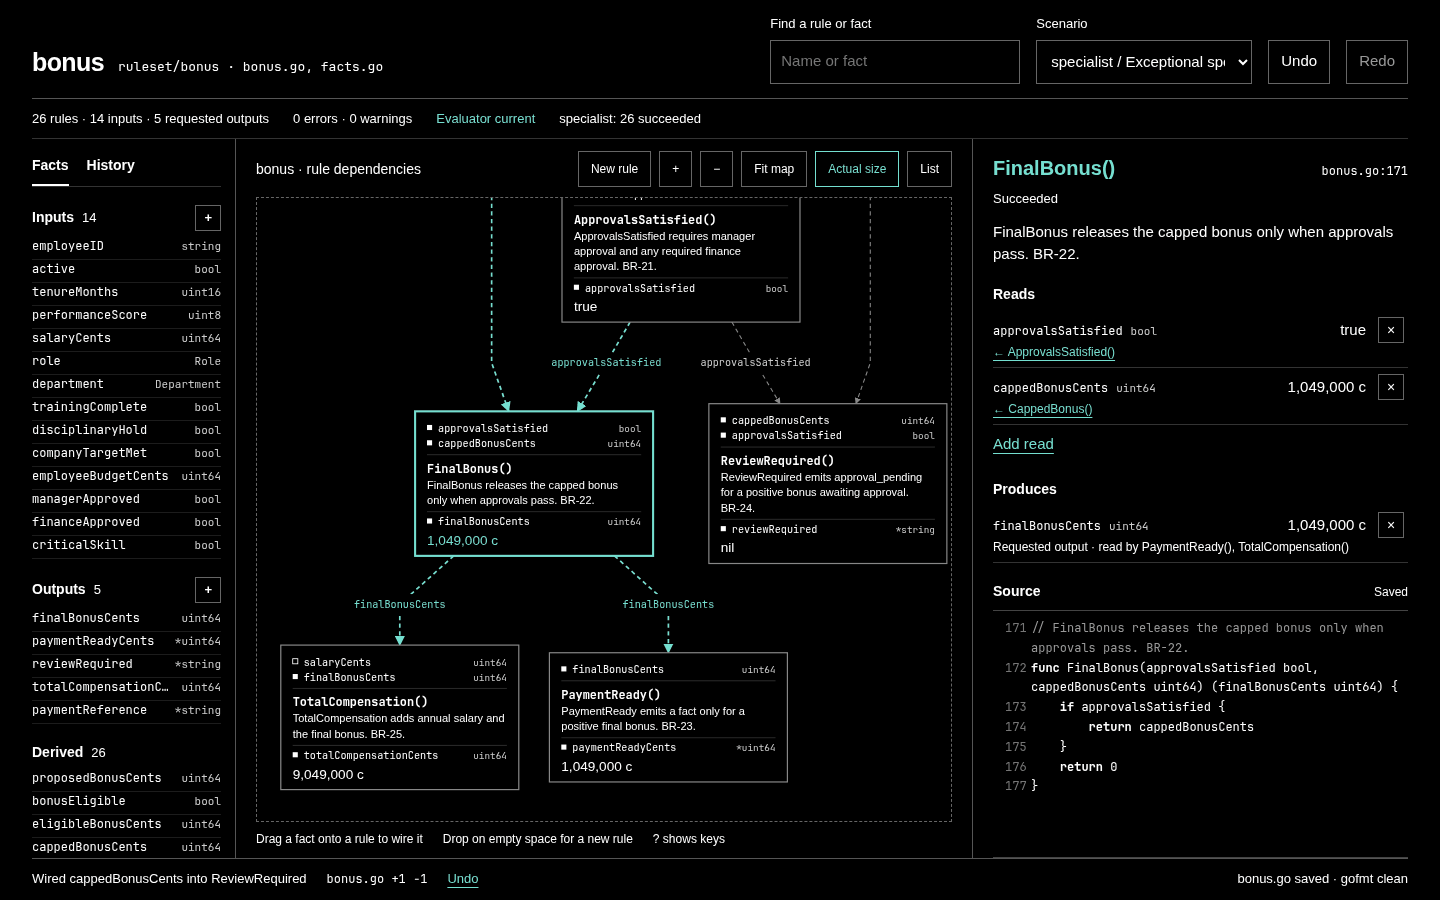 Find a rule or fact
Scenario
bonus ruleset/bonus · bonus.go, facts.go
Name or fact
specialist / Exceptional spe
Undo
Redo
26 rules · 14 inputs · 5 requested outputs
0 errors · 0 warnings
Evaluator current
specialist: 26 succeeded
Facts
History
Inputs 14
+
employeeID string
active bool
tenureMonths uint16
performanceScore uint8
salaryCents uint64
role Role
department Department
trainingComplete bool
disciplinaryHold bool
companyTargetMet bool
employeeBudgetCents uint64
managerApproved bool
financeApproved bool
criticalSkill bool
Outputs 5
+
finalBonusCents uint64
paymentReadyCents *uint64
reviewRequired *string
totalCompensationC… uint64
paymentReference *string
Derived 26
proposedBonusCents uint64
bonusEligible bool
eligibleBonusCents uint64
cappedBonusCents uint64
bonus · rule dependencies
New rule
+
−
Fit map
Actual size
List
ApprovalsSatisfied()
ApprovalsSatisfied requires manager
approval and any required finance
approval. BR-21.
approvalsSatisfied bool
true
approvalsSatisfied
approvalsSatisfied
approvalsSatisfied bool
cappedBonusCents uint64
FinalBonus()
FinalBonus releases the capped bonus
only when approvals pass. BR-22.
finalBonusCents uint64
1,049,000 c
cappedBonusCents uint64
approvalsSatisfied bool
ReviewRequired()
ReviewRequired emits approval_pending
for a positive bonus awaiting approval.
BR-24.
reviewRequired *string
nil
finalBonusCents
finalBonusCents
salaryCents uint64
finalBonusCents uint64
TotalCompensation()
TotalCompensation adds annual salary and
the final bonus. BR-25.
totalCompensationCents uint64
9,049,000 c
finalBonusCents uint64
PaymentReady()
PaymentReady emits a fact only for a
positive final bonus. BR-23.
paymentReadyCents *uint64
1,049,000 c
Drag a fact onto a rule to wire it
Drop on empty space for a new rule
? shows keys
FinalBonus() bonus.go:171
Succeeded
FinalBonus releases the capped bonus only when approvals
pass. BR-22.
Reads
approvalsSatisfied bool true ×
← ApprovalsSatisfied()
cappedBonusCents uint64 1,049,000 c ×
← CappedBonus()
Add read
Produces
finalBonusCents uint64 1,049,000 c ×
Requested output · read by PaymentReady(), TotalCompensation()
Source Saved
171 // FinalBonus releases the capped bonus only when
approvals pass. BR-22.
172 func FinalBonus(approvalsSatisfied bool,
cappedBonusCents uint64) (finalBonusCents uint64) {
173 if approvalsSatisfied {
174 return cappedBonusCents
175 }
176 return 0
177 }
Wired cappedBonusCents into ReviewRequired
bonus.go +1 -1
Undo
bonus.go saved · gofmt clean